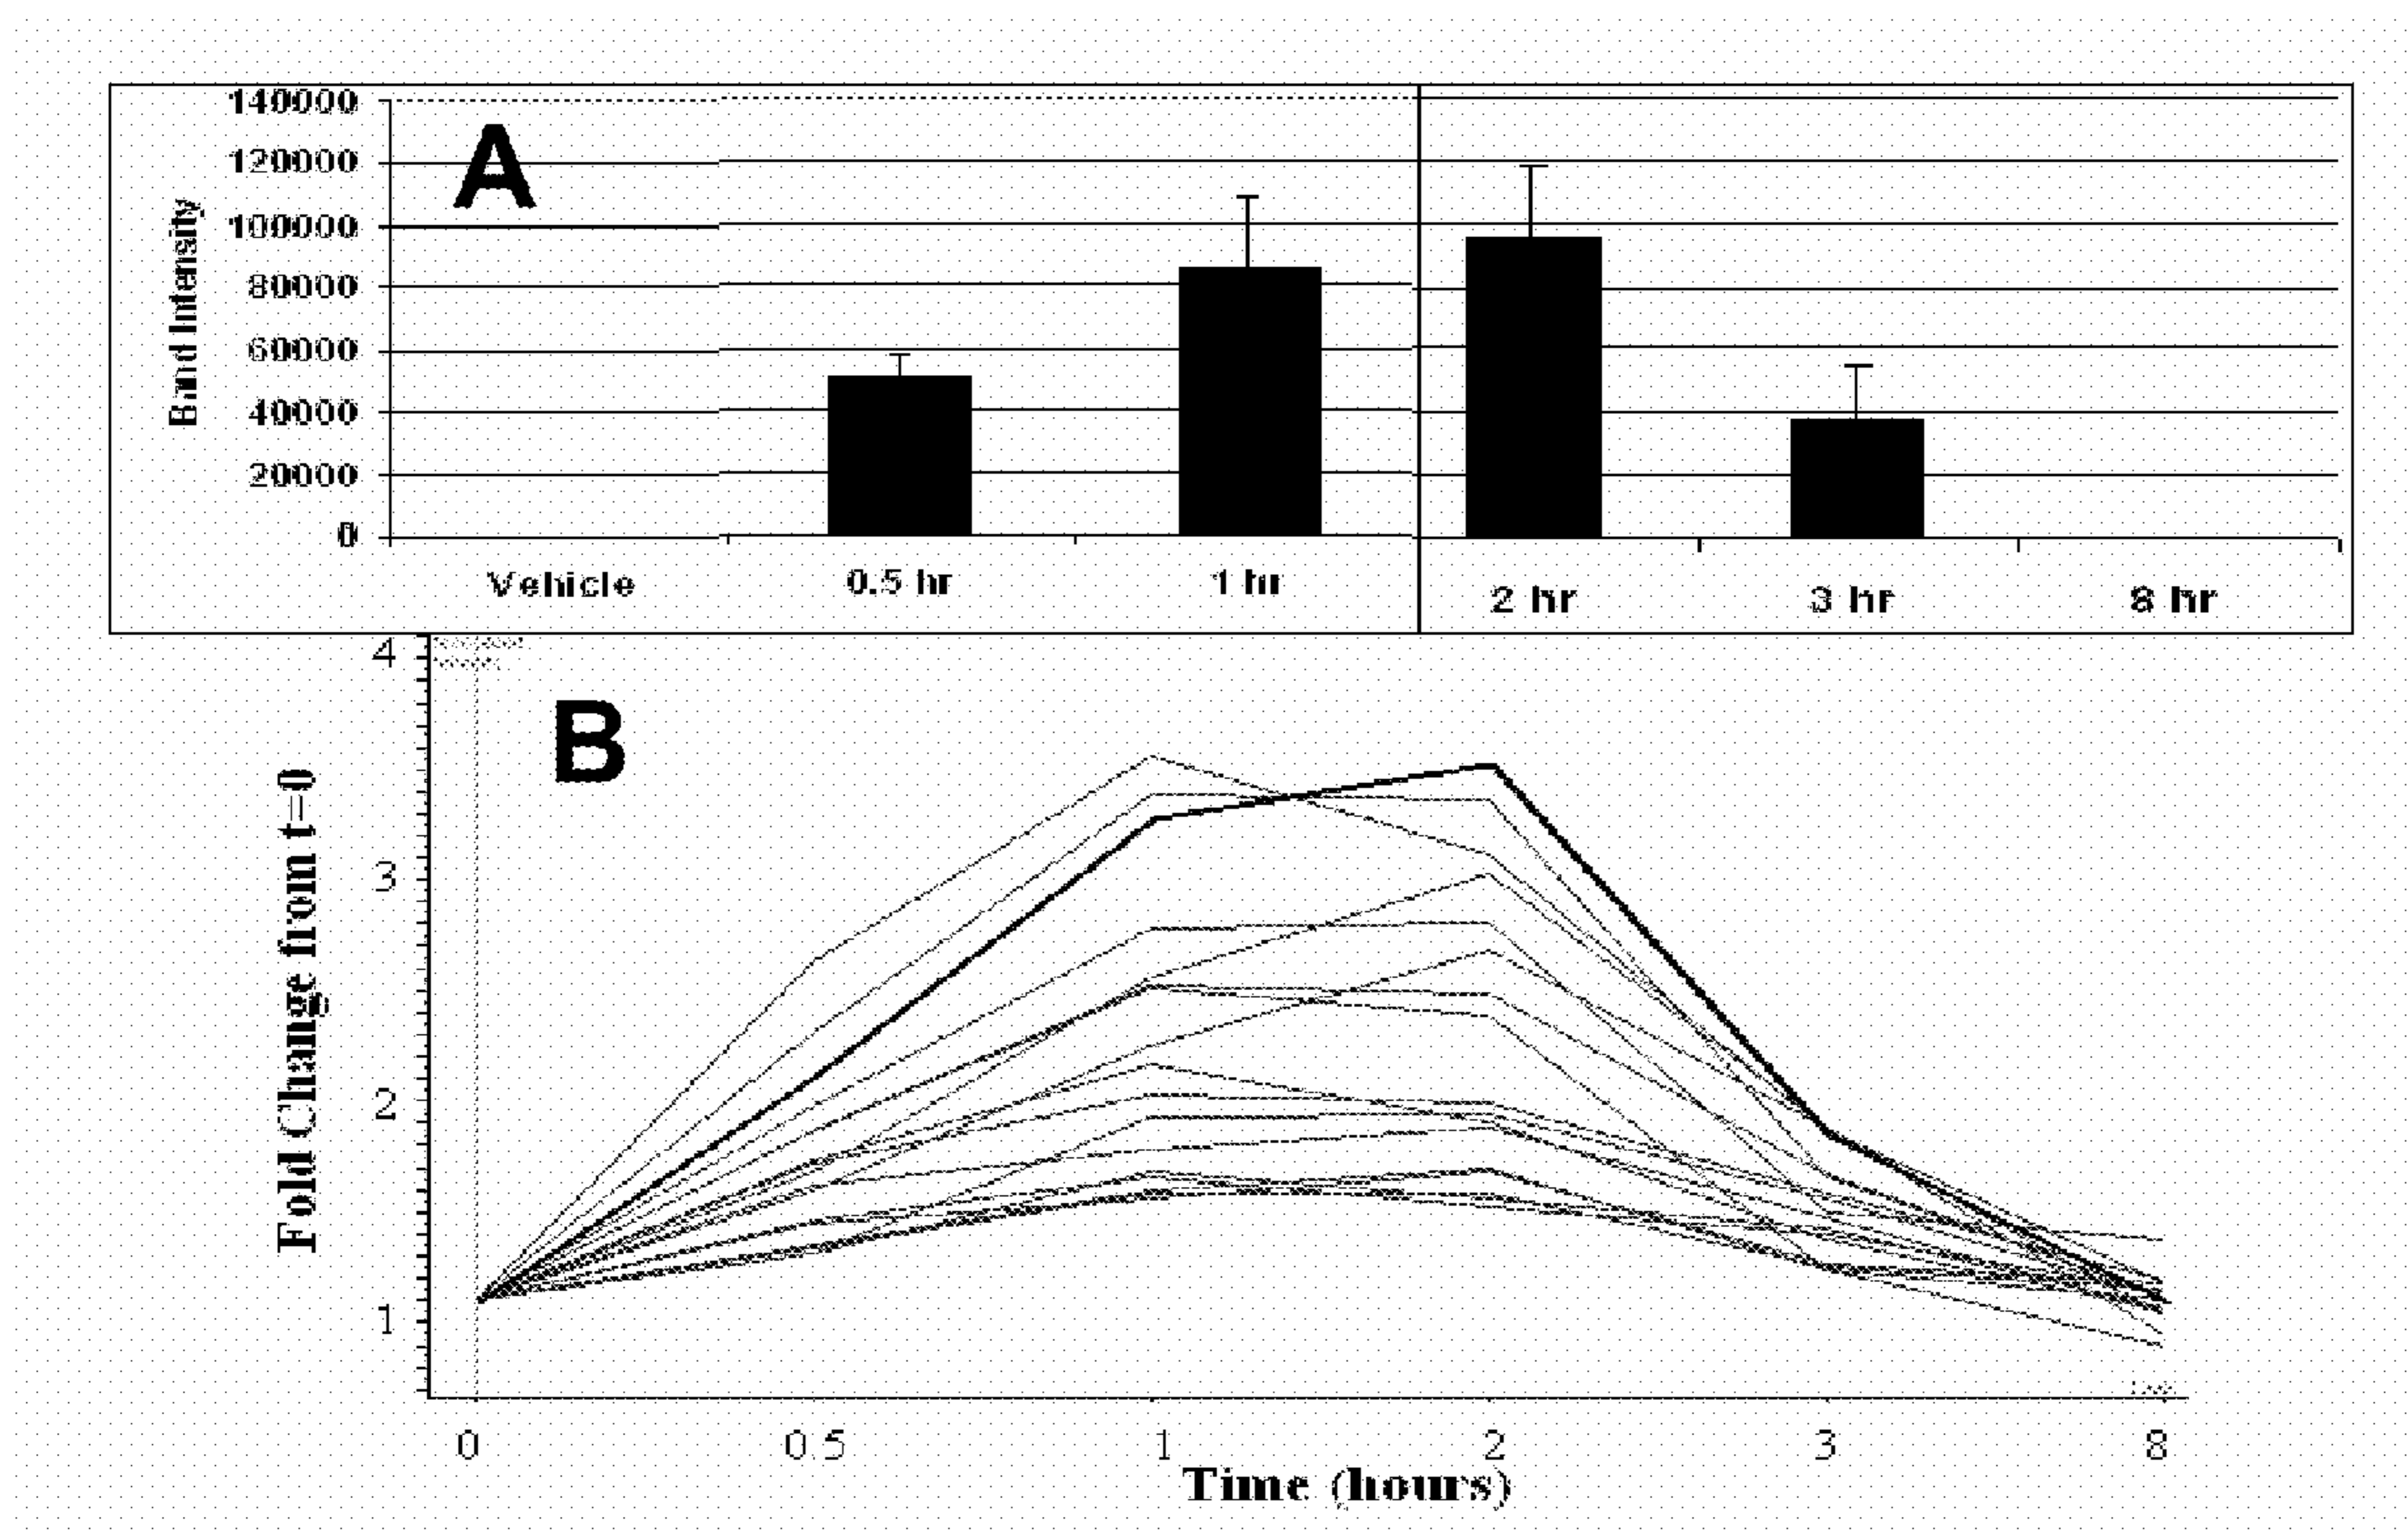 140000
A
120000
100000
80000
60000
40000
20000
0
Band Intensity
Vehicle 0.5 hr 1 hr 2 hr 3 hr 8 hr
4
B
3
2
1
Fold Change from t=0
0 0.5 1 2 3 8
Time (hours)